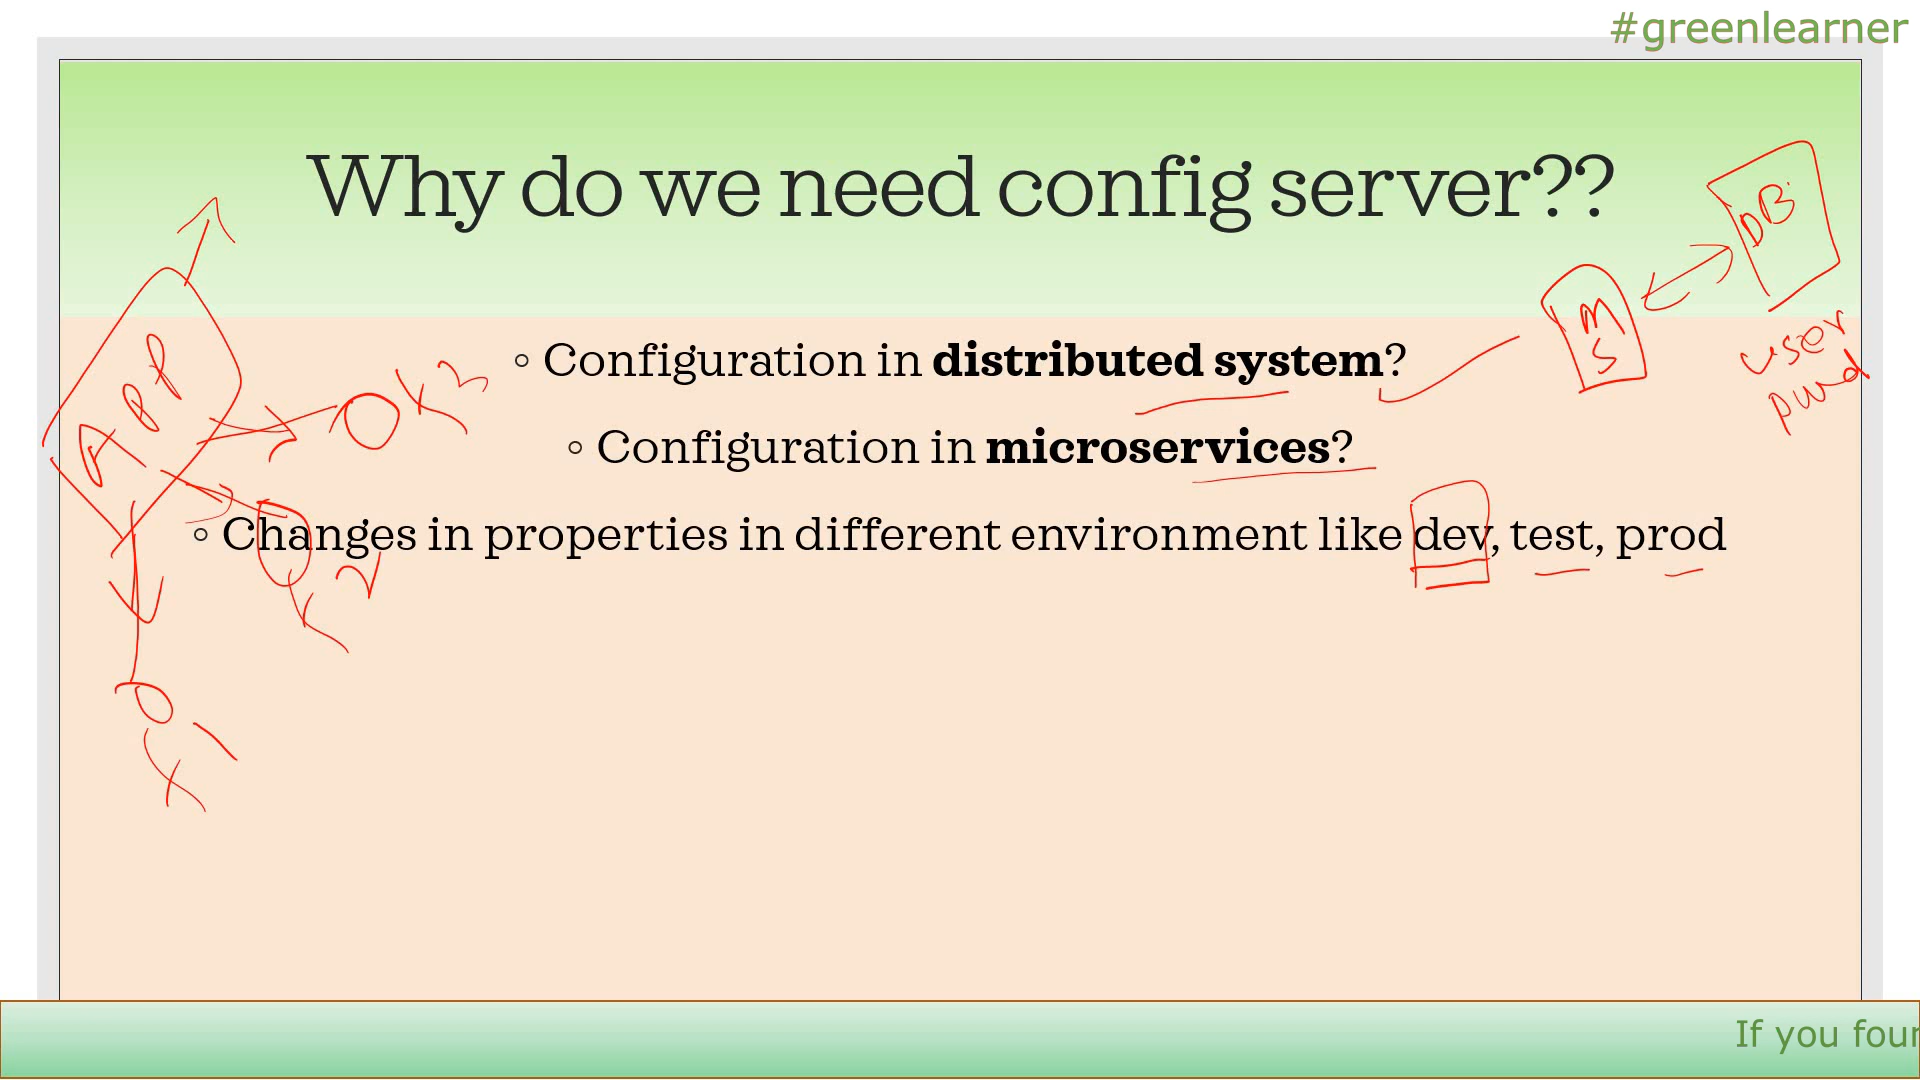 #greenlearner
Why do we need config server??
◦ Configuration in distributed system?
◦ Configuration in microservices?
◦ Changes in properties in different environment like dev, test, prod
DB
MS
user
pwd
APP
If you four